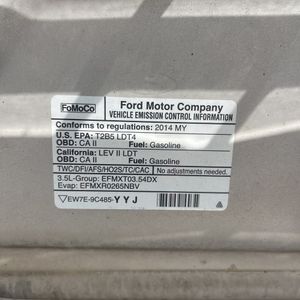 FoMoCo
Ford Motor Company
VEHICLE EMISSION CONTROL INFORMATION
Conforms to regulations: 2014 MY
U.S. EPA: T2B5 LDT4
OBD: CA II Fuel: Gasoline
California: LEV II LDT
OBD: CA II Fuel: Gasoline
TWC/DFI/AFS/HO2S/TC/CAC No adjustments needed.
3.5L-Group: EFMXT03.54DX
Evap: EFMXR0265NBV
EW7E-9C485-YYJ